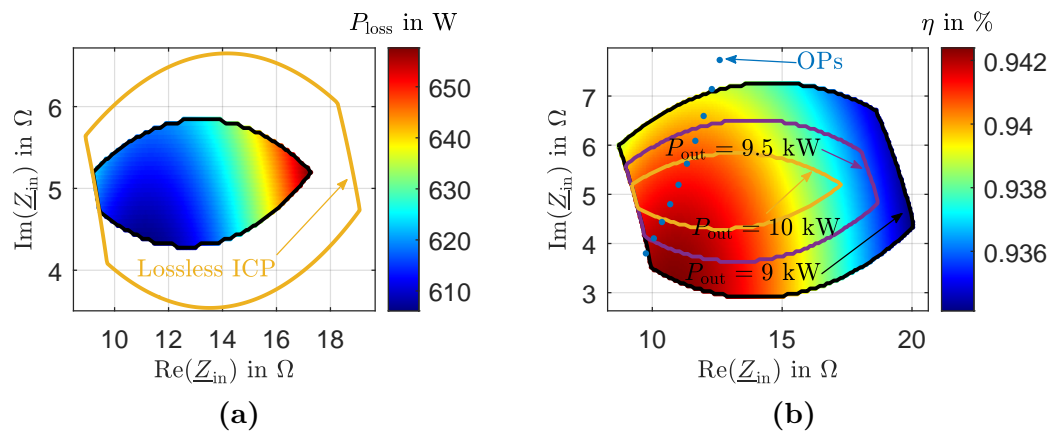 P_loss in W
6
5
4
10 12 14 16 18
Im(Z_in) in Ω
Re(Z_in) in Ω
Lossless ICP
650
640
630
620
610
(a)
η in %
7
6
5
4
3
10 15 20
Im(Z_in) in Ω
Re(Z_in) in Ω
OPs
P_out = 9.5 kW
P_out = 10 kW
P_out = 9 kW
0.942
0.94
0.938
0.936
(b)